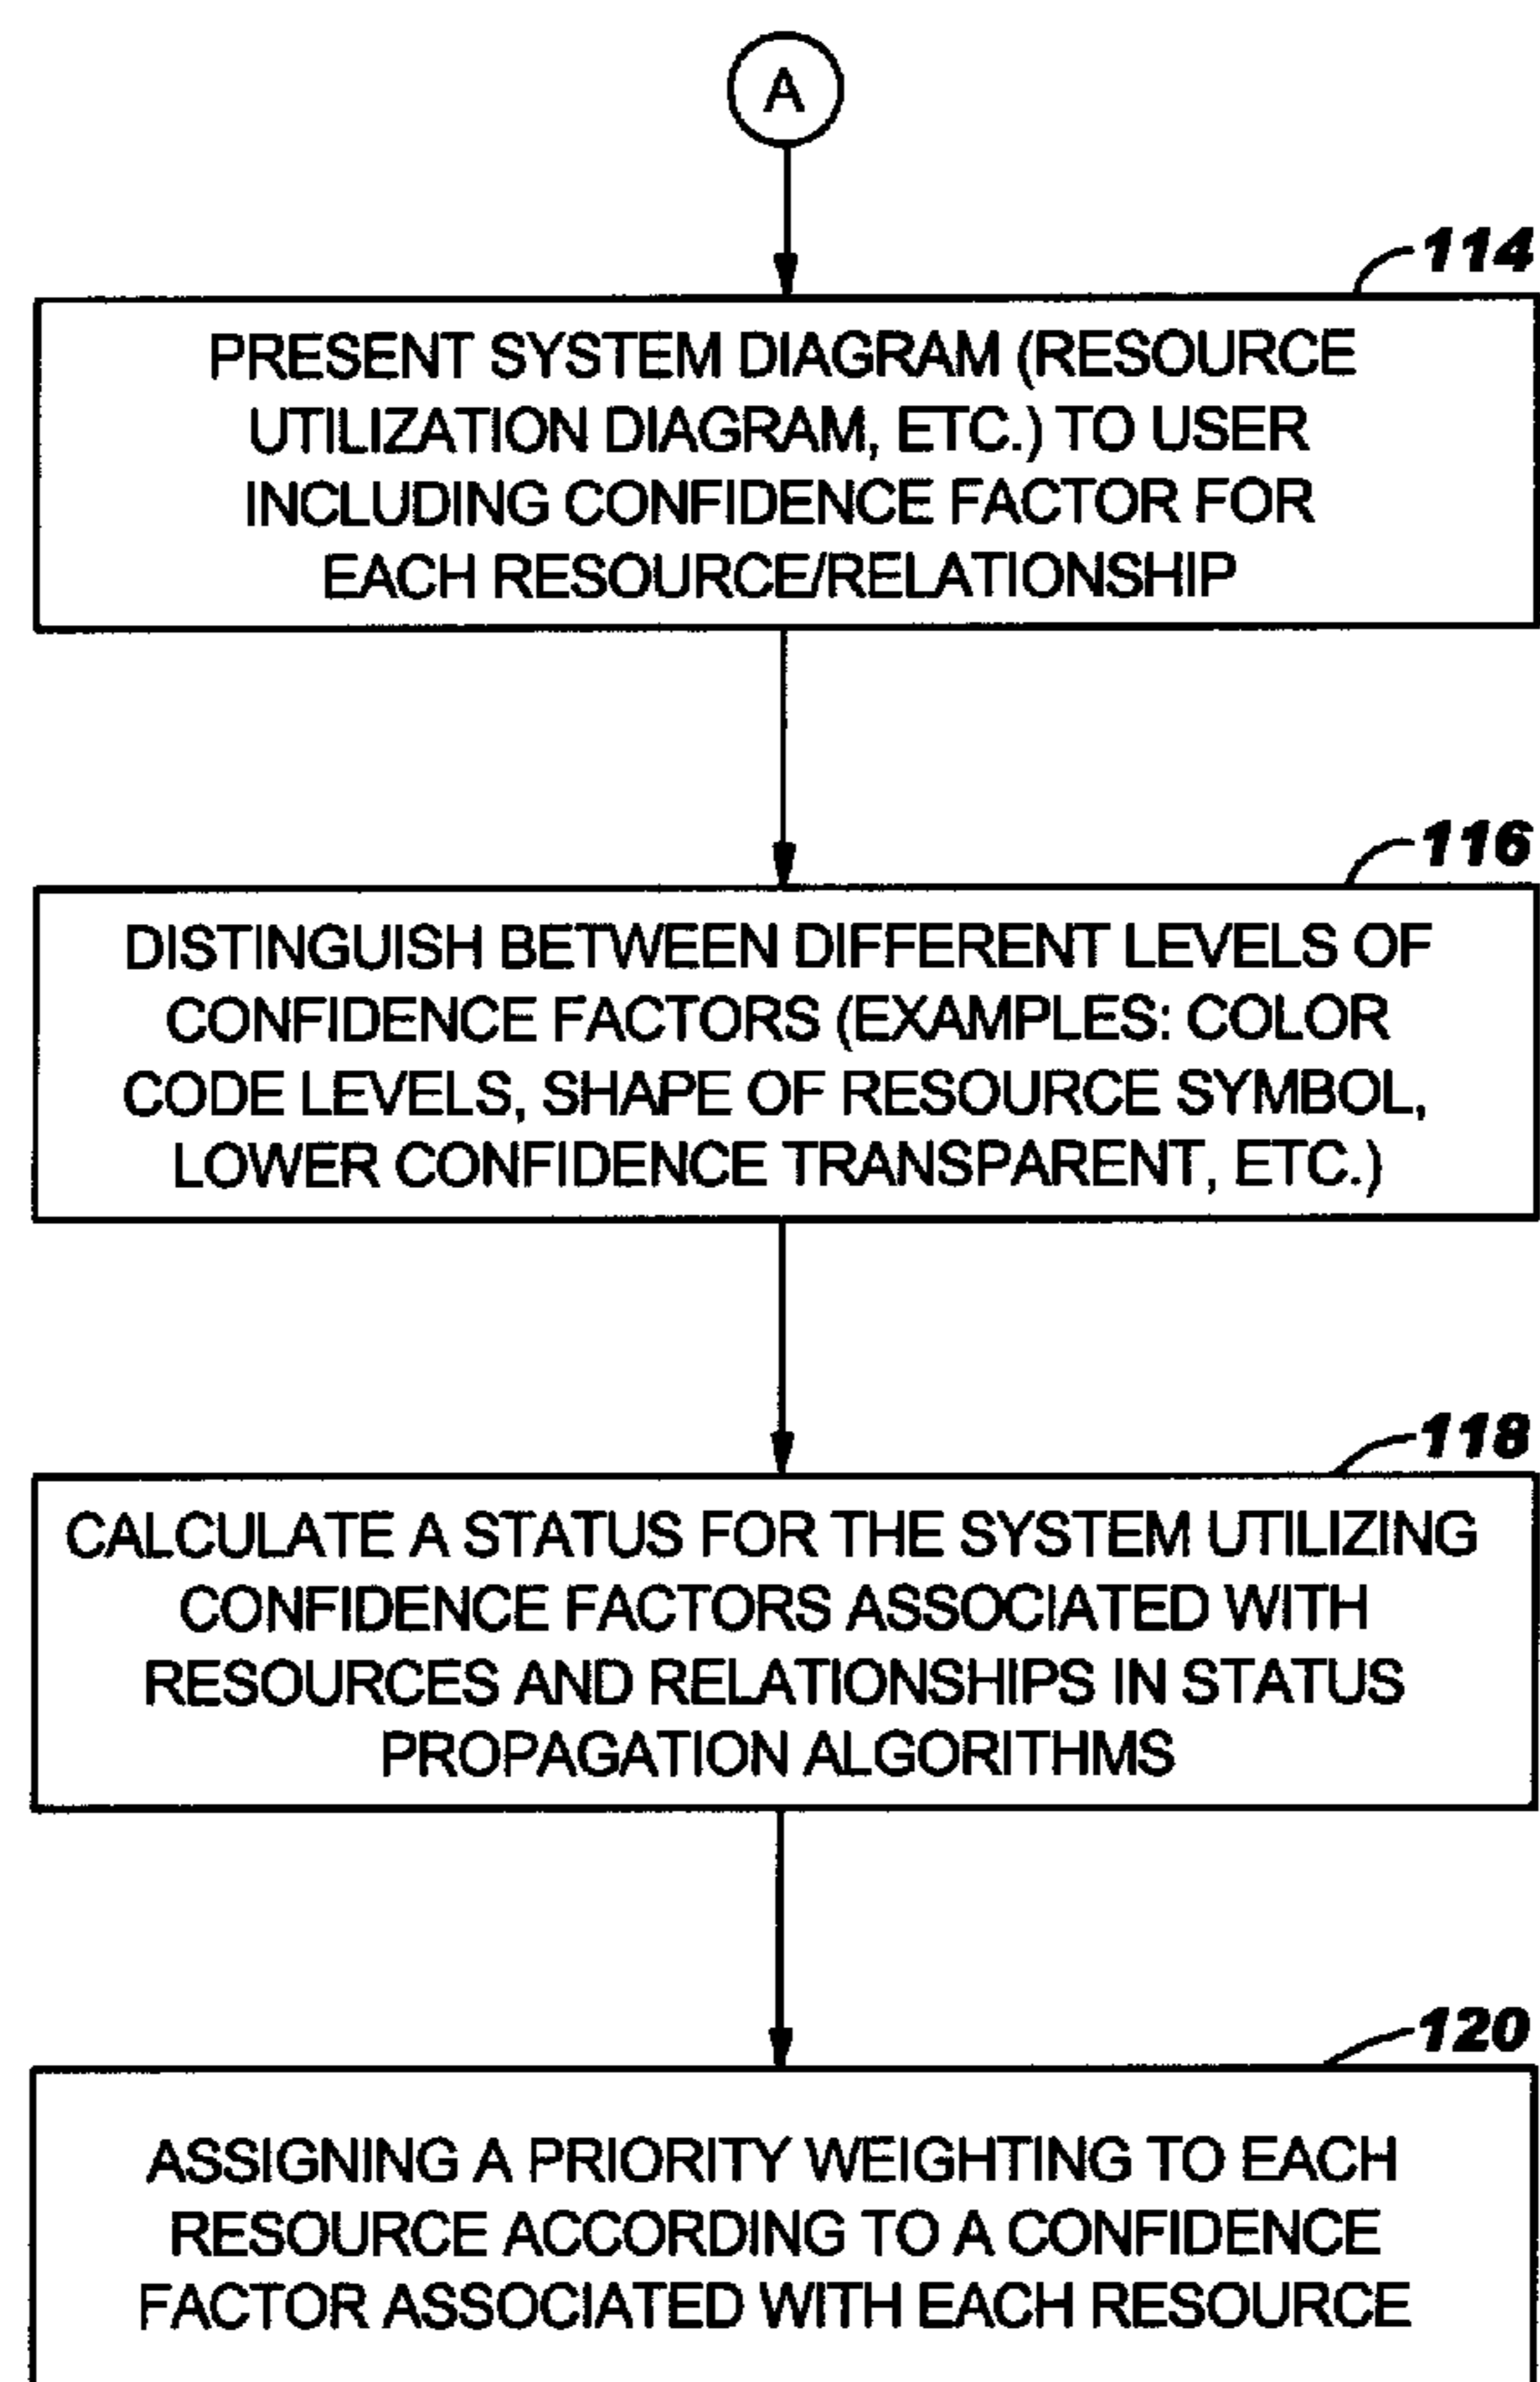 A
114
PRESENT SYSTEM DIAGRAM (RESOURCE
UTILIZATION DIAGRAM, ETC.) TO USER
INCLUDING CONFIDENCE FACTOR FOR
EACH RESOURCE/RELATIONSHIP
116
DISTINGUISH BETWEEN DIFFERENT LEVELS OF
CONFIDENCE FACTORS (EXAMPLES: COLOR
CODE LEVELS, SHAPE OF RESOURCE SYMBOL,
LOWER CONFIDENCE TRANSPARENT, ETC.)
118
CALCULATE A STATUS FOR THE SYSTEM UTILIZING
CONFIDENCE FACTORS ASSOCIATED WITH
RESOURCES AND RELATIONSHIPS IN STATUS
PROPAGATION ALGORITHMS
120
ASSIGNING A PRIORITY WEIGHTING TO EACH
RESOURCE ACCORDING TO A CONFIDENCE
FACTOR ASSOCIATED WITH EACH RESOURCE